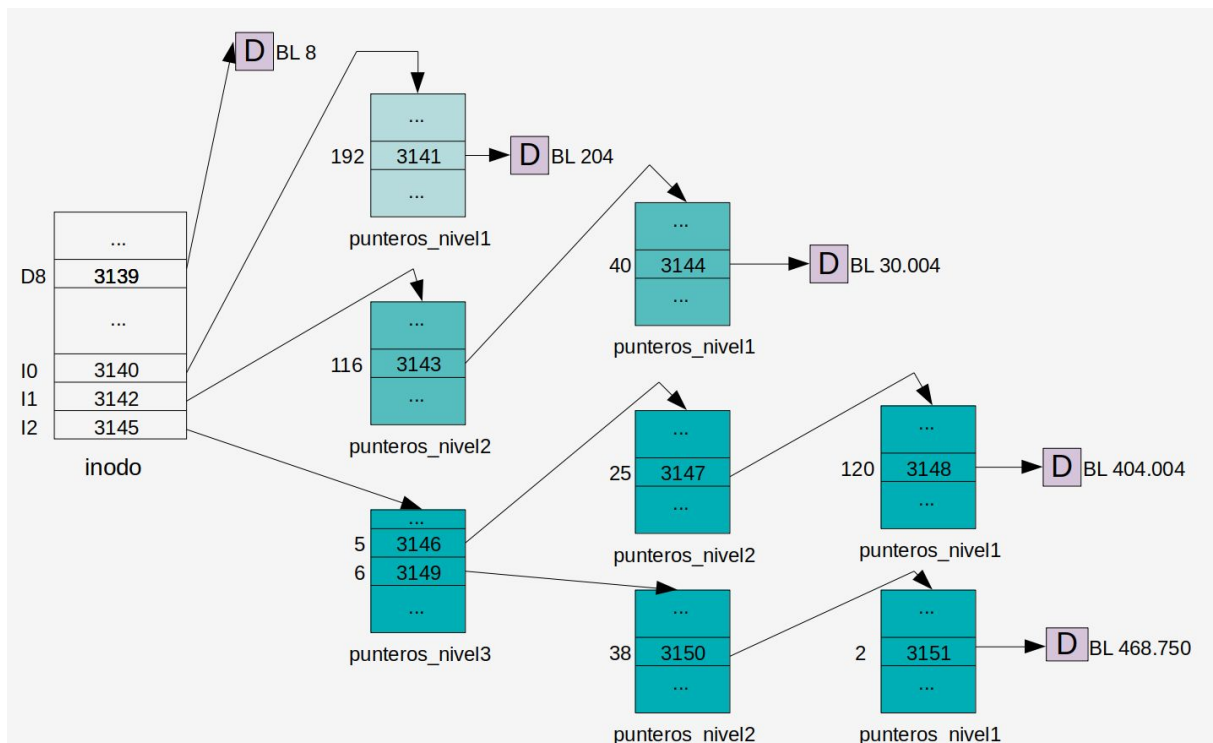 D BL 8
...
192 3141 D BL 204
...
punteros_nivel1
...
D8 3139
...
I0 3140
I1 3142
I2 3145
inodo
...
116 3143
...
punteros_nivel2
...
40 3144 D BL 30.004
...
punteros_nivel1
...
5 3146
6 3149
...
punteros_nivel3
...
25 3147
...
punteros_nivel2
...
120 3148 D BL 404.004
...
punteros_nivel1
...
38 3150
...
punteros_nivel2
...
2 3151 D BL 468.750
...
punteros_nivel1